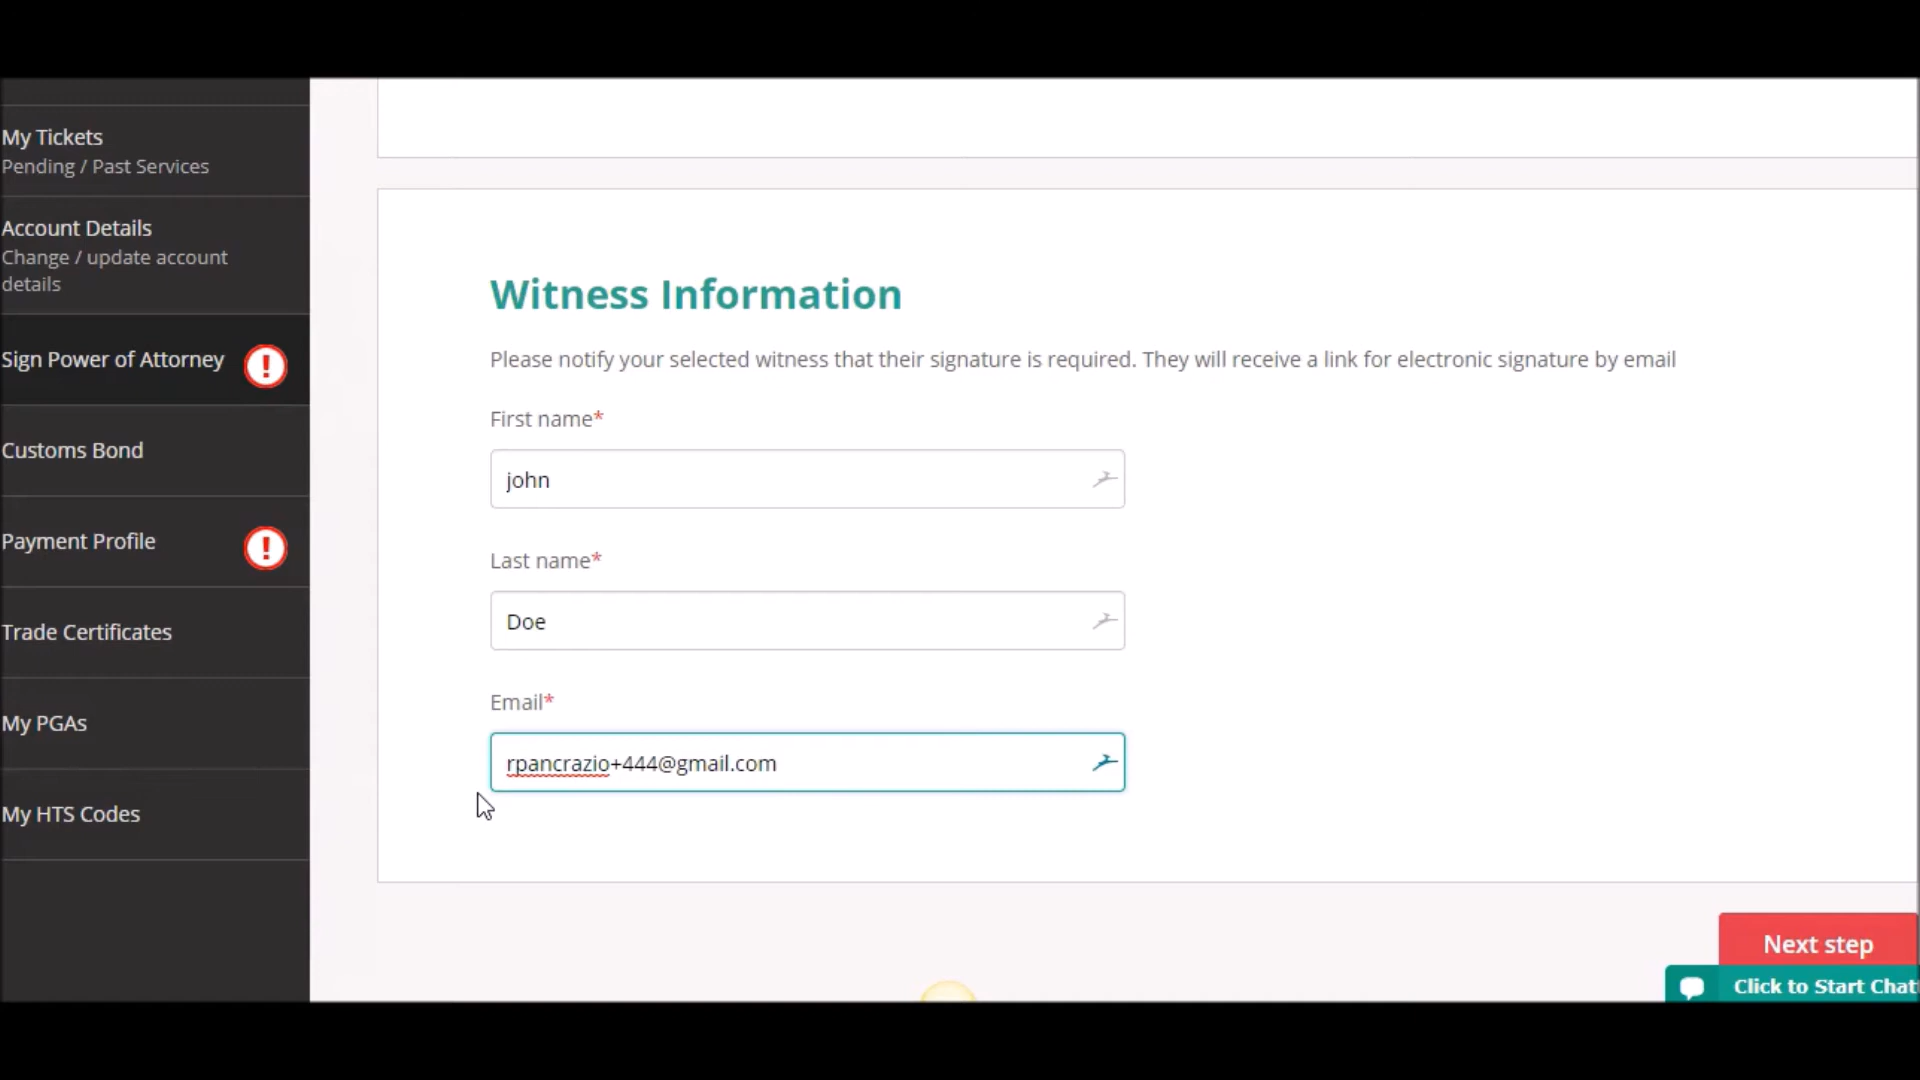 My Tickets
Pending / Past Services
Account Details
Change / update account
details
Sign Power of Attorney
!
Customs Bond
Payment Profile
!
Trade Certificates
My PGAs
My HTS Codes
Witness Information
Please notify your selected witness that their signature is required. They will receive a link for electronic signature by email
First name*
john
Last name*
Doe
Email*
rpancrazio+444@gmail.com
Next step
Click to Start Chat